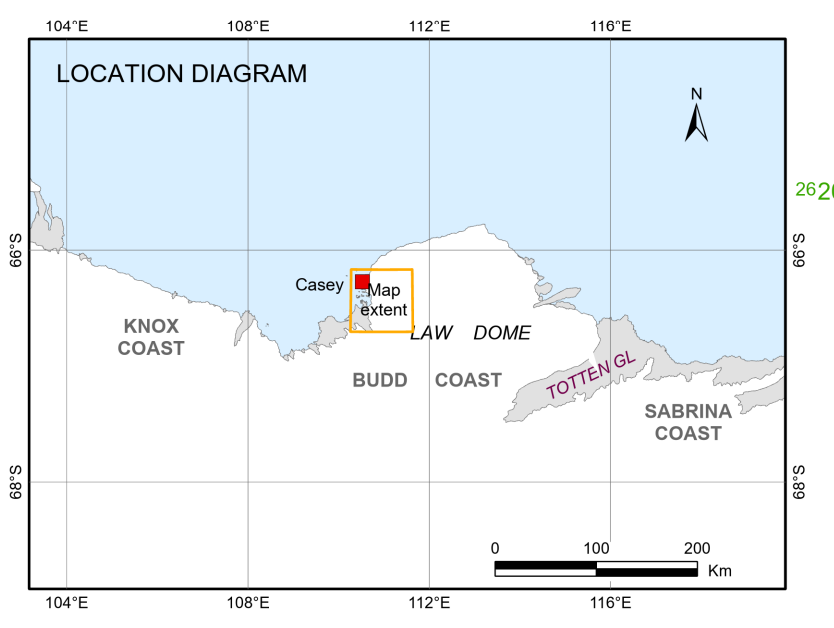 104°E 108°E 112°E 116°E
LOCATION DIAGRAM
N
2620
66°S 66°S
Casey
Map
extent
KNOX
COAST
LAW DOME
BUDD COAST
TOTTEN GL
SABRINA
COAST
68°S 68°S
0 100 200
Km
104°E 108°E 112°E 116°E